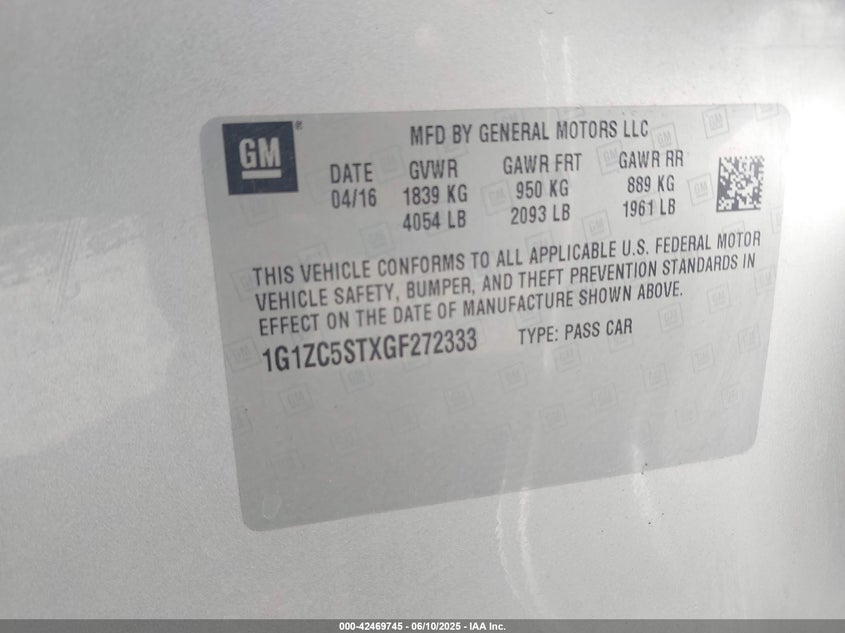 GM ®
MFD BY GENERAL MOTORS LLC
DATE GVWR GAWR FRT GAWR RR
04/16 1839 KG 950 KG 889 KG
4054 LB 2093 LB 1961 LB
THIS VEHICLE CONFORMS TO ALL APPLICABLE U.S. FEDERAL MOTOR
VEHICLE SAFETY, BUMPER, AND THEFT PREVENTION STANDARDS IN
EFFECT ON THE DATE OF MANUFACTURE SHOWN ABOVE.
1G1ZC5STXGF272333 TYPE: PASS CAR
000-42469745 - 06/10/2025 - IAA Inc.